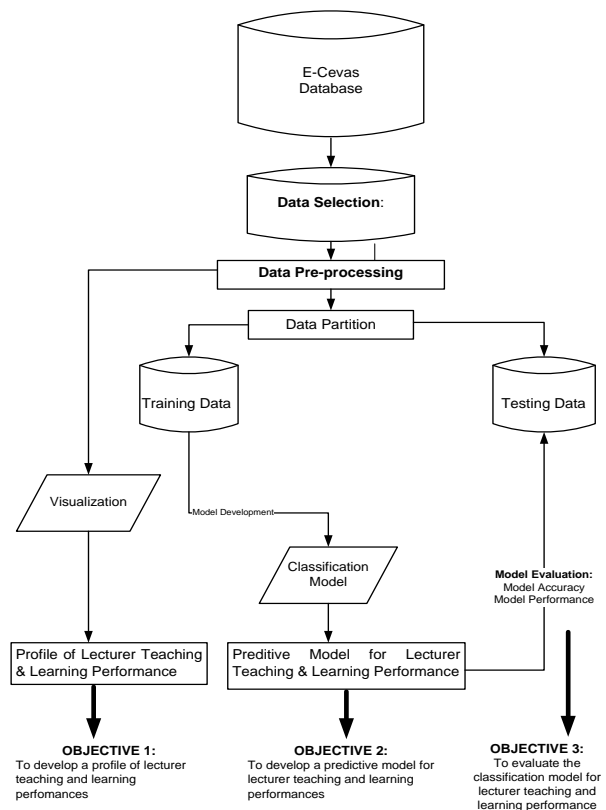 E-Cevas
Database
Data Selection:
Data Pre-processing
Data Partition
Training Data
Testing Data
Visualization
Model Development
Classification
Model
Model Evaluation:
Model Accuracy
Model Performance
Profile of Lecturer Teaching
& Learning Performance
Preditive Model for Lecturer
Teaching & Learning Performance
OBJECTIVE 1:
To develop a profile of lecturer
teaching and learning
perfomances
OBJECTIVE 2:
To develop a predictive model for
lecturer teaching and learning
performances
OBJECTIVE 3:
To evaluate the
classification model for
lecturer teaching and
learning performance